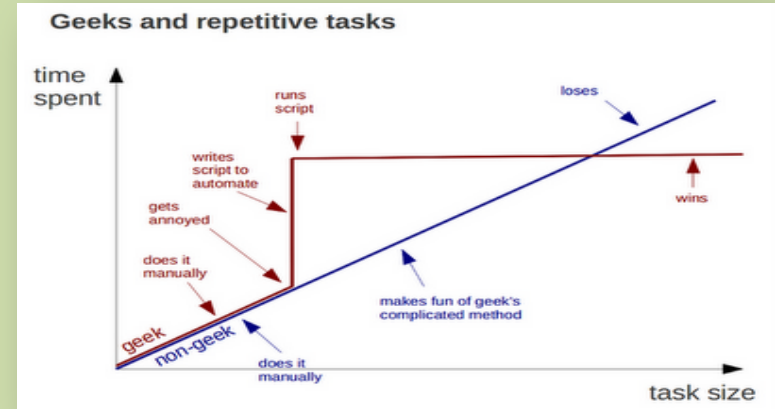 Geeks and repetitive tasks
time
spent
runs
script
loses
writes
script to
automate
wins
gets
annoyed
does it
manually
makes fun of geek's
complicated method
geek
non-geek
does it
manually
task size